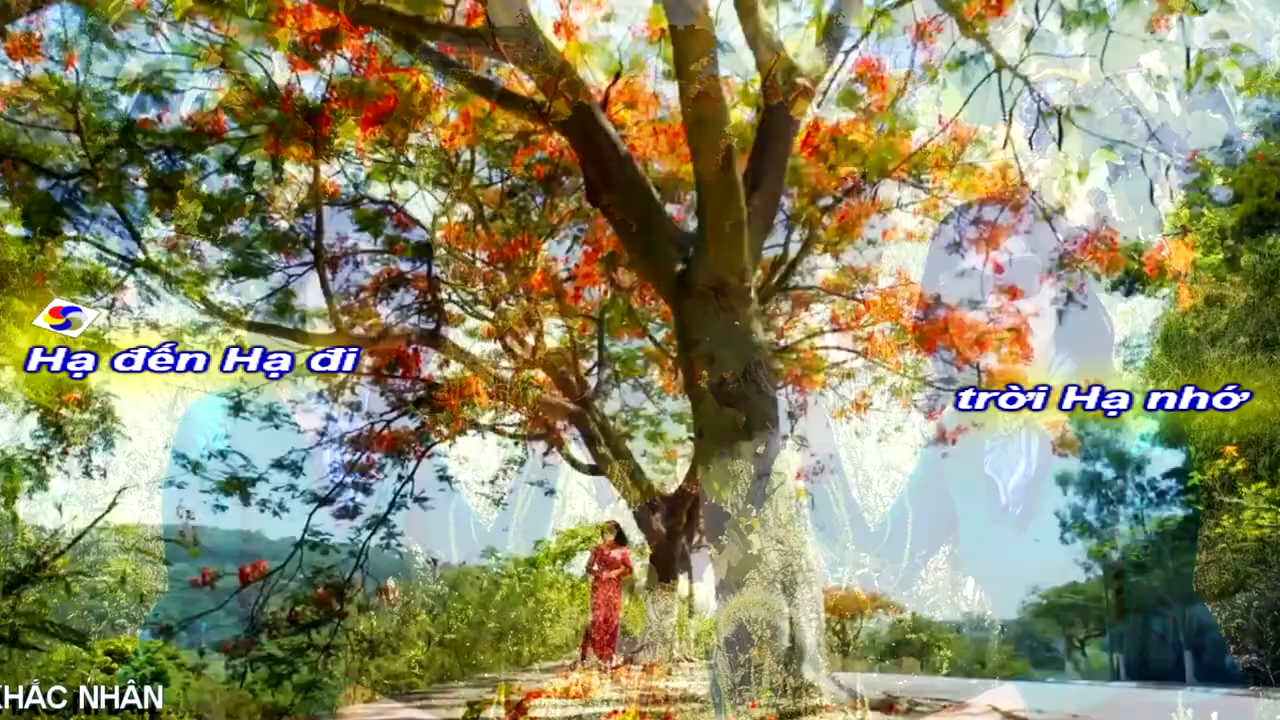 Hạ đến Hạ đi
trời Hạ nhớ
KHẮC NHÂN